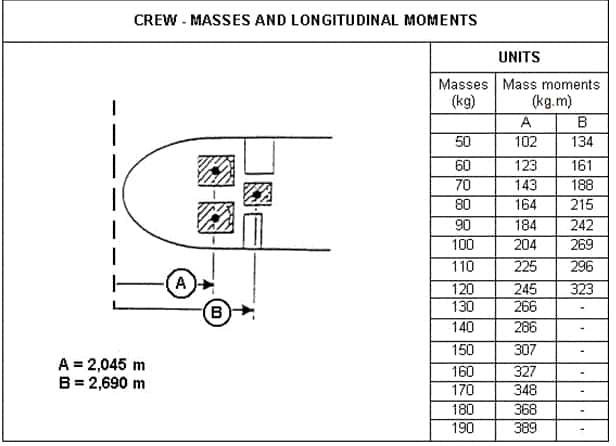 CREW - MASSES AND LONGITUDINAL MOMENTS
UNITS
Masses (kg) Mass moments (kg.m)
A B
50 102 134
60 123 161
70 143 188
80 164 215
90 184 242
100 204 269
110 225 296
120 245 323
130 266 -
140 286 -
150 307 -
160 327 -
170 348 -
180 368 -
190 389 -
A
B
A = 2,045 m
B = 2,690 m